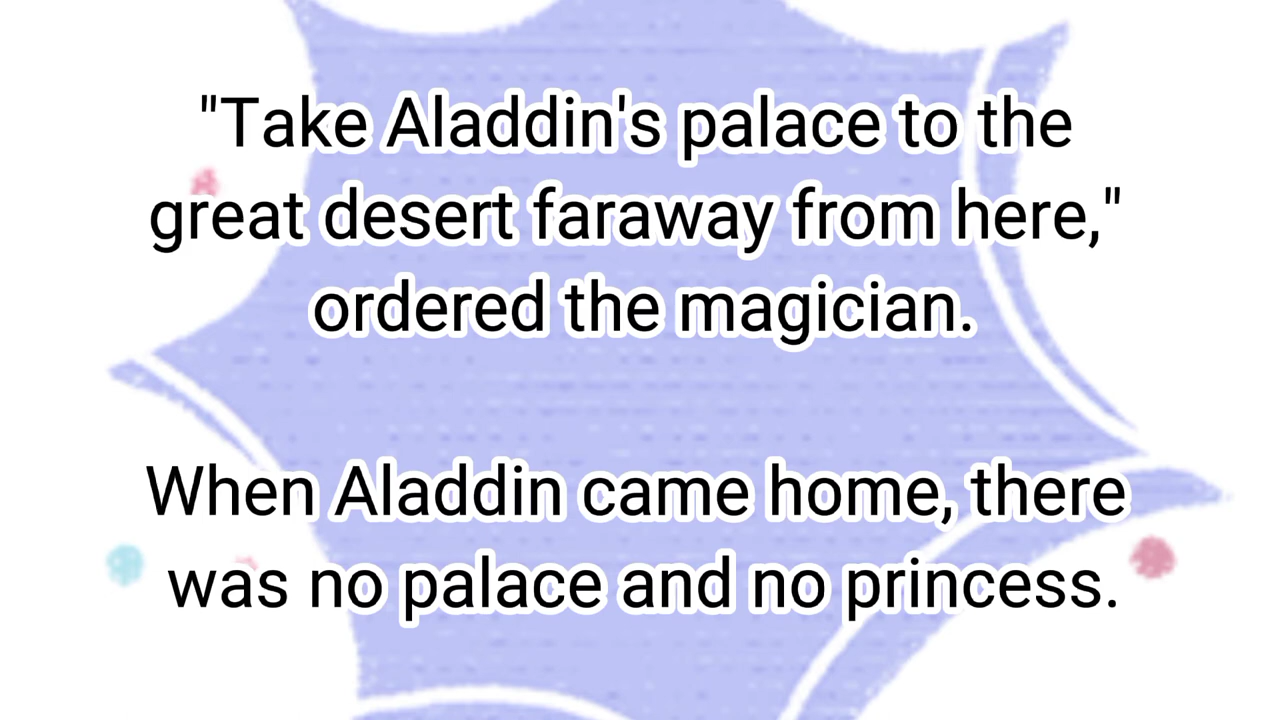 "Take Aladdin's palace to the
great desert faraway from here,"
ordered the magician.
When Aladdin came home, there
was no palace and no princess.